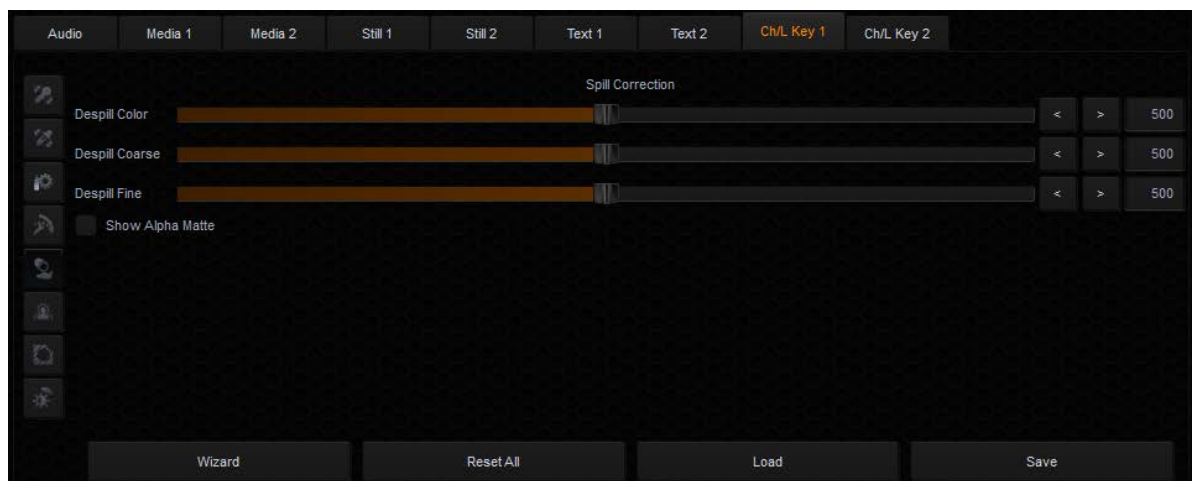 Audio Media 1 Media 2 Still 1 Still 2 Text 1 Text 2 Ch/L Key 1 Ch/L Key 2
Spill Correction
Despill Color < > 500
Despill Coarse < > 500
Despill Fine < > 500
Show Alpha Matte
Wizard Reset All Load Save